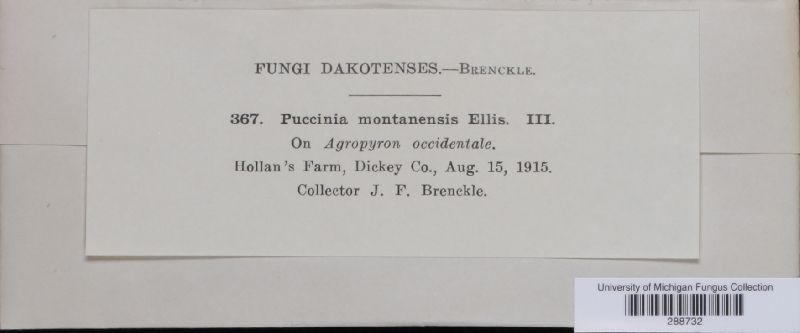 FUNGI DAKOTENSES.—BRENCKLE.
367. Puccinia montanensis Ellis. III.
On Agropyron occidentale.
Hollan's Farm, Dickey Co., Aug. 15, 1915.
Collector J. F. Brenckle.
University of Michigan Fungus Collection
288732